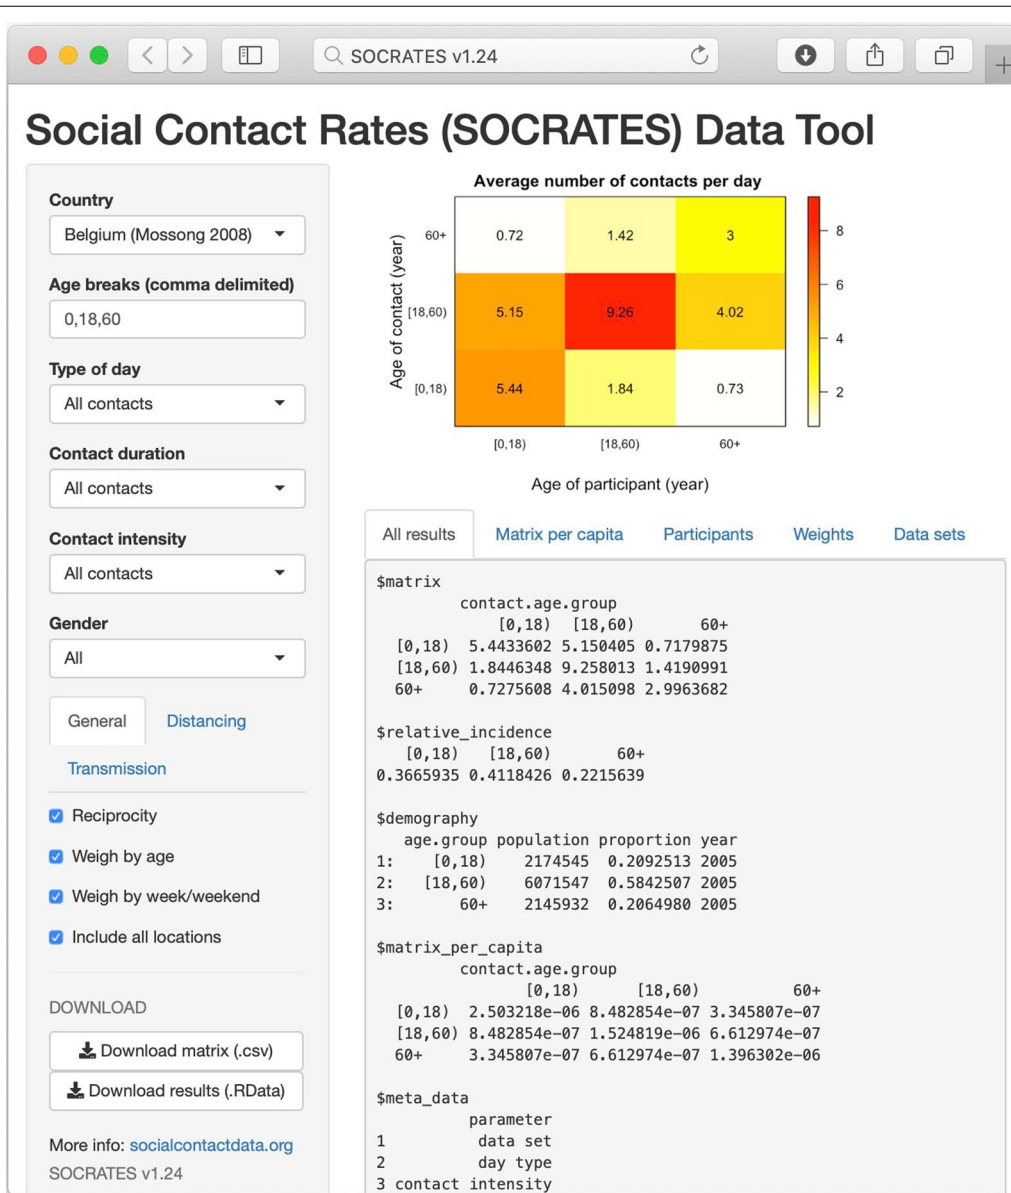 SOCRATES v1.24
Social Contact Rates (SOCRATES) Data Tool
Country
Belgium (Mossong 2008)
Age breaks (comma delimited)
0,18,60
Type of day
All contacts
Contact duration
All contacts
Contact intensity
All contacts
Gender
All
General Distancing
Transmission
Reciprocity
Weigh by age
Weigh by week/weekend
Include all locations
DOWNLOAD
Download matrix (.csv)
Download results (.RData)
More info: socialcontactdata.org
SOCRATES v1.24
Average number of contacts per day
Age of contact (year)
60+ 0.72 1.42 3
[18,60) 5.15 9.26 4.02
[0,18) 5.44 1.84 0.73
[0,18) [18,60) 60+
Age of participant (year)
8
6
4
2
All results Matrix per capita Participants Weights Data sets
$matrix
contact.age.group
[0,18) [18,60) 60+
[0,18) 5.4433602 5.150405 0.7179875
[18,60) 1.8446348 9.258013 1.4190991
60+ 0.7275608 4.015098 2.9963682
$relative_incidence
[0,18) [18,60) 60+
0.3665935 0.4118426 0.2215639
$demography
age.group population proportion year
1: [0,18) 2174545 0.2092513 2005
2: [18,60) 6071547 0.5842507 2005
3: 60+ 2145932 0.2064980 2005
$matrix_per_capita
contact.age.group
[0,18) [18,60) 60+
[0,18) 2.503218e-06 8.482854e-07 3.345807e-07
[18,60) 8.482854e-07 1.524819e-06 6.612974e-07
60+ 3.345807e-07 6.612974e-07 1.396302e-06
$meta_data
parameter
1 data set
2 day type
3 contact intensity